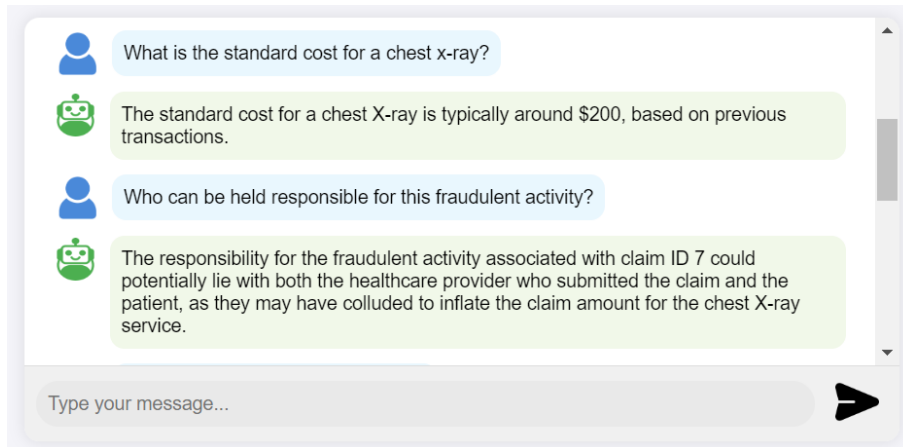 What is the standard cost for a chest x-ray?
The standard cost for a chest X-ray is typically around $200, based on previous
transactions.
Who can be held responsible for this fraudulent activity?
The responsibility for the fraudulent activity associated with claim ID 7 could
potentially lie with both the healthcare provider who submitted the claim and the
patient, as they may have colluded to inflate the claim amount for the chest X-ray
service.
Type your message...